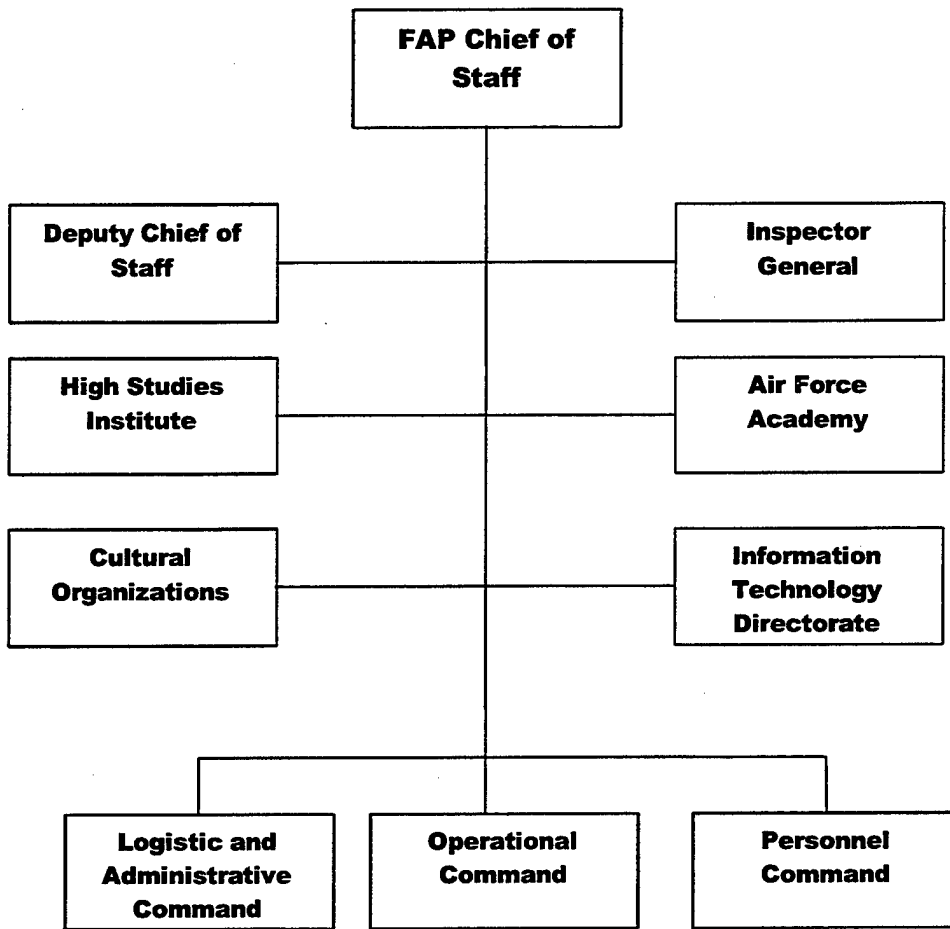 FAP Chief of
Staff
Deputy Chief of
Staff
Inspector
General
High Studies
Institute
Air Force
Academy
Cultural
Organizations
Information
Technology
Directorate
Logistic and
Administrative
Command
Operational
Command
Personnel
Command